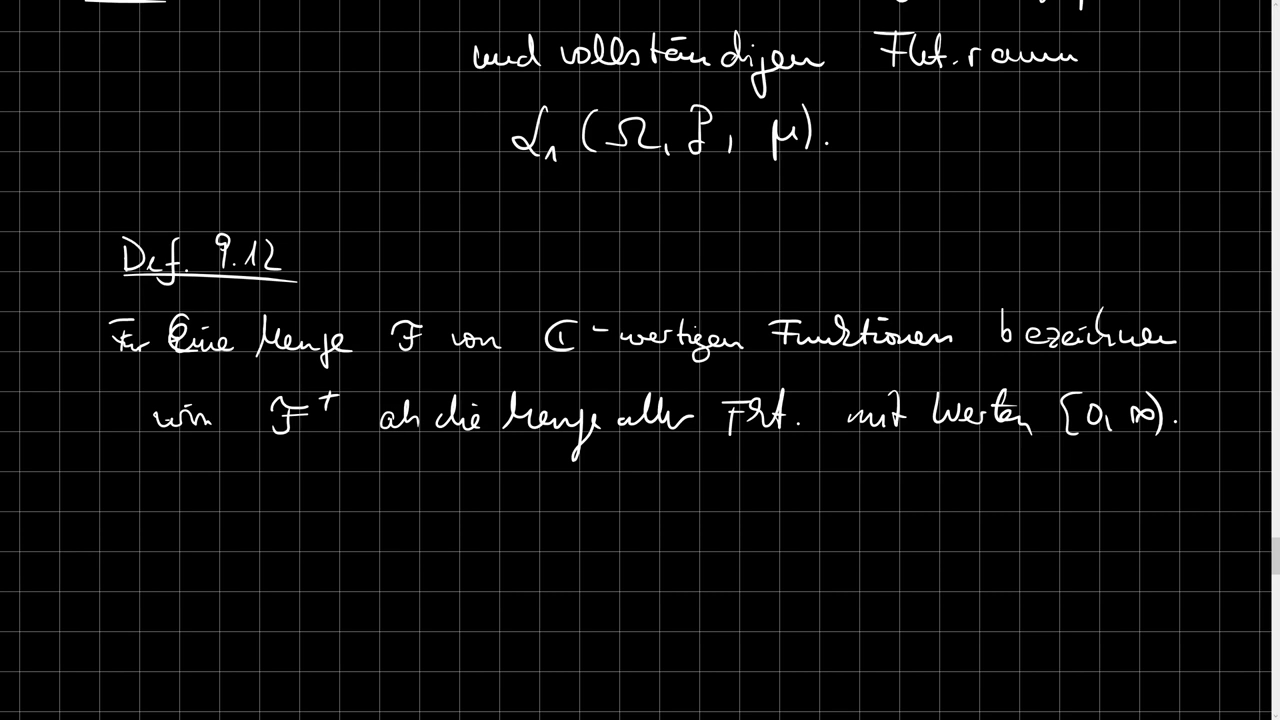 und vollständigen Fkt.raum
ℒ₁ (Ω, 𝒫, μ).
Def. 9.12
Für Eine Menge ℱ von ℂ-wertigen Funktionen bezeichnen
wir ℱ⁺ als die Menge aller Fkt. mit Werten [0, ∞).